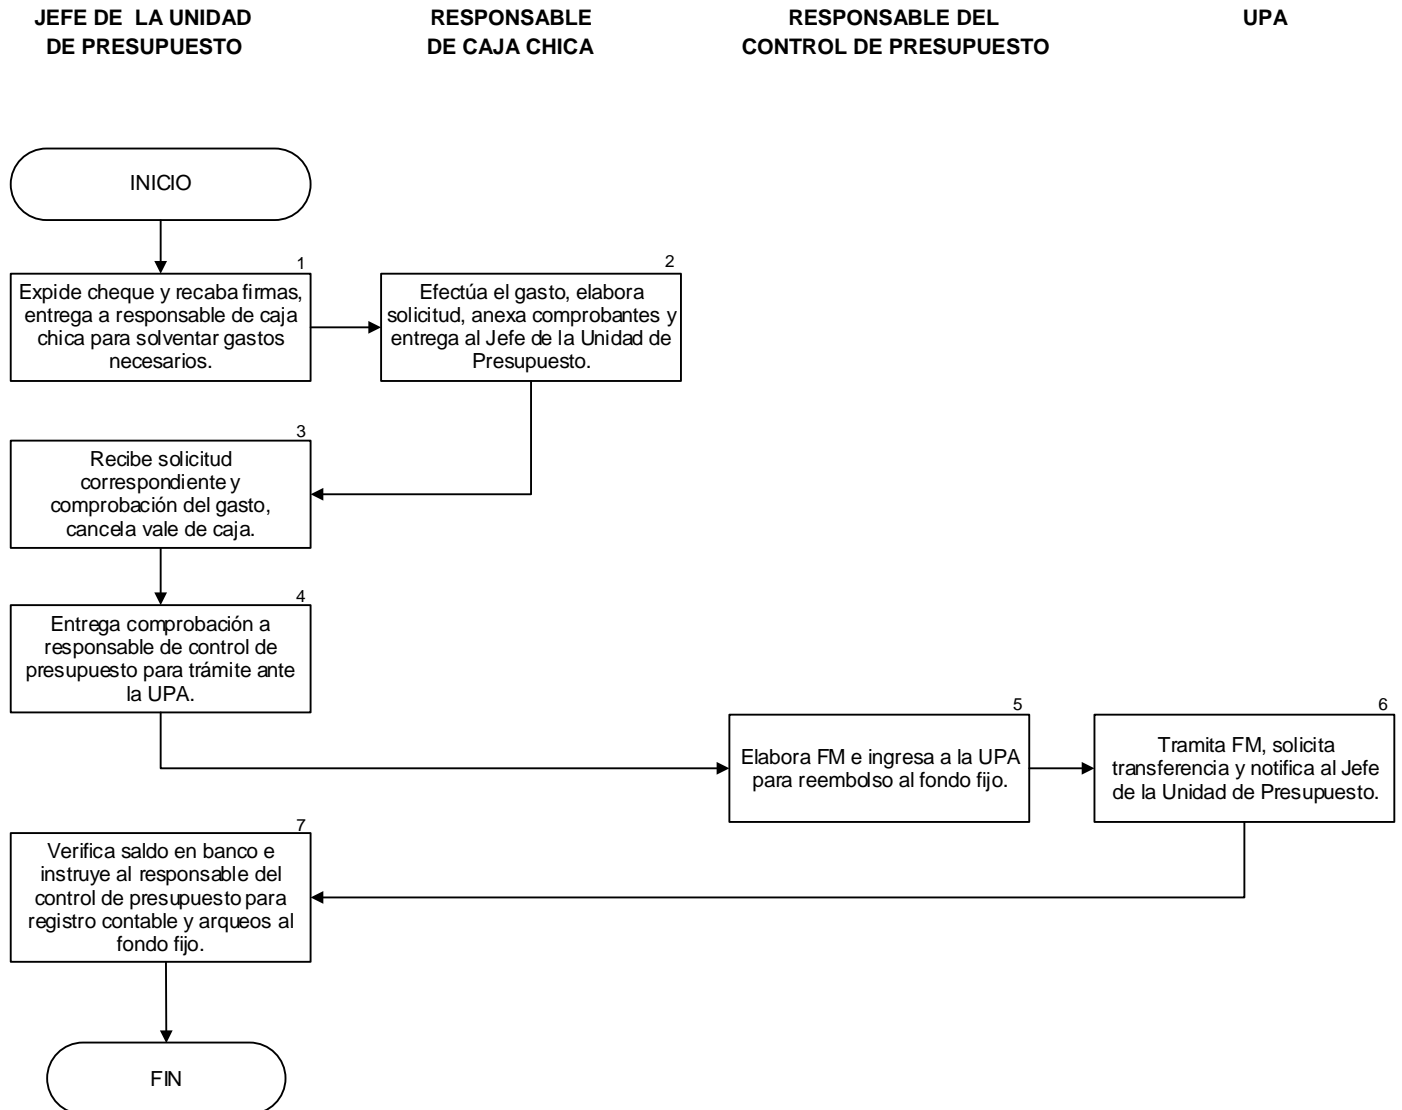 JEFE DE LA UNIDAD
DE PRESUPUESTO
RESPONSABLE
DE CAJA CHICA
RESPONSABLE DEL
CONTROL DE PRESUPUESTO
UPA
INICIO
1
Expide cheque y recaba firmas,
entrega a responsable de caja
chica para solventar gastos
necesarios.
2
Efectúa el gasto, elabora
solicitud, anexa comprobantes y
entrega al Jefe de la Unidad de
Presupuesto.
3
Recibe solicitud
correspondiente y
comprobación del gasto,
cancela vale de caja.
4
Entrega comprobación a
responsable de control de
presupuesto para trámite ante
la UPA.
5
Elabora FM e ingresa a la UPA
para reembolso al fondo fijo.
6
Tramita FM, solicita
transferencia y notifica al Jefe
de la Unidad de Presupuesto.
7
Verifica saldo en banco e
instruye al responsable del
control de presupuesto para
registro contable y arqueos al
fondo fijo.
FIN